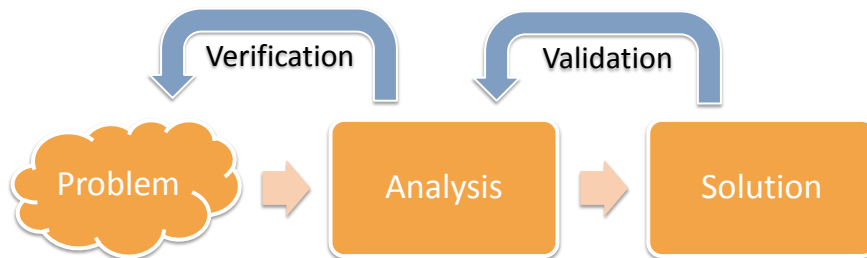 Verification
Validation
Problem
Analysis
Solution